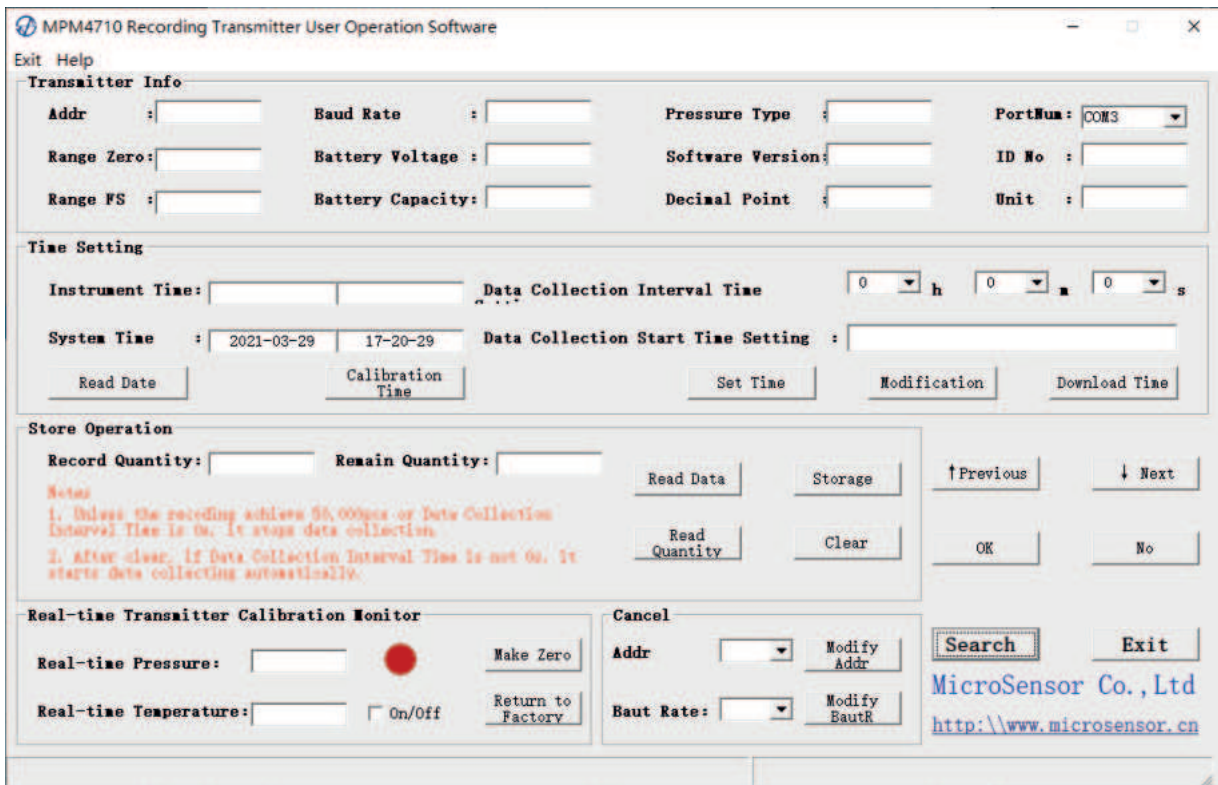 MPM4710 Recording Transmitter User Operation Software
Exit Help
Transmitter Info
Addr : Baud Rate : Pressure Type : PortNum: COM3
Range Zero: Battery Voltage : Software Version: ID No :
Range FS : Battery Capacity: Decimal Point : Unit :
Time Setting
Instrument Time: Data Collection Interval Time 0 h 0 m 0 s
System Time : 2021-03-29 17-20-29 Data Collection Start Time Setting :
Read Date Calibration Time Set Time Modification Download Time
Store Operation
Record Quantity: Remain Quantity: Read Data Storage ↑Previous ↓ Next
Notes
1. Unless the recoding achieve 50,000pcs or Data Collection
Interval Time is 0s, it stops data collection.
Read Quantity Clear OK No
2. After clear, if Data Collection Interval Time is not 0s, it
starts data collecting automatically.
Real-time Transmitter Calibration Monitor Cancel
Real-time Pressure: Make Zero Addr Modify Addr Search Exit
Real-time Temperature: On/Off Return to Factory Baut Rate: Modify BautR
MicroSensor Co.,Ltd
http:\\www.microsensor.cn